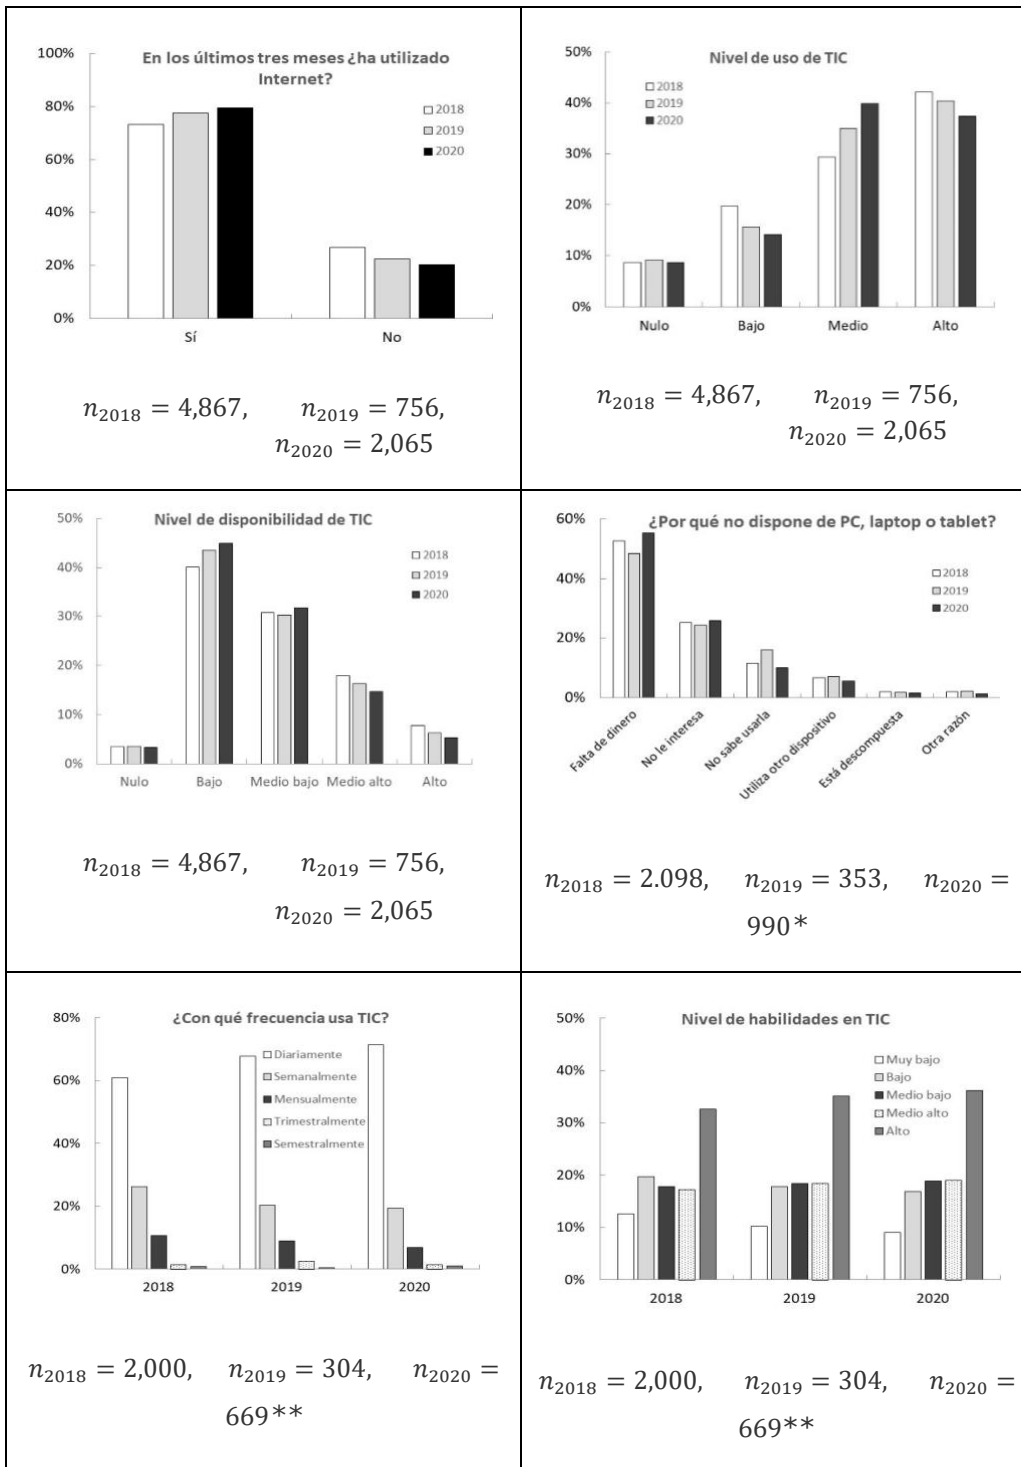 En los últimos tres meses ¿ha utilizado
Internet?
100%
80%
60%
40%
20%
0%
2018
2019
2020
Sí No
n2018 = 4,867, n2019 = 756,
n2020 = 2,065
Nivel de uso de TIC
50%
40%
30%
20%
10%
0%
2018
2019
2020
Nulo Bajo Medio Alto
n2018 = 4,867, n2019 = 756,
n2020 = 2,065
Nivel de disponibilidad de TIC
50%
40%
30%
20%
10%
0%
2018
2019
2020
Nulo Bajo Medio bajo Medio alto Alto
n2018 = 4,867, n2019 = 756,
n2020 = 2,065
¿Por qué no dispone de PC, laptop o tablet?
60%
40%
20%
0%
2018
2019
2020
Falta de dinero
No le interesa
No sabe usarla
Utiliza otro dispositivo
Está descompuesta
Otra razón
n2018 = 2.098, n2019 = 353, n2020 =
990*
¿Con qué frecuencia usa TIC?
80%
60%
40%
20%
0%
Diariamente
Semanalmente
Mensualmente
Trimestralmente
Semestralmente
2018 2019 2020
n2018 = 2,000, n2019 = 304, n2020 =
669**
Nivel de habilidades en TIC
50%
40%
30%
20%
10%
0%
Muy bajo
Bajo
Medio bajo
Medio alto
Alto
2018 2019 2020
n2018 = 2,000, n2019 = 304, n2020 =
669**